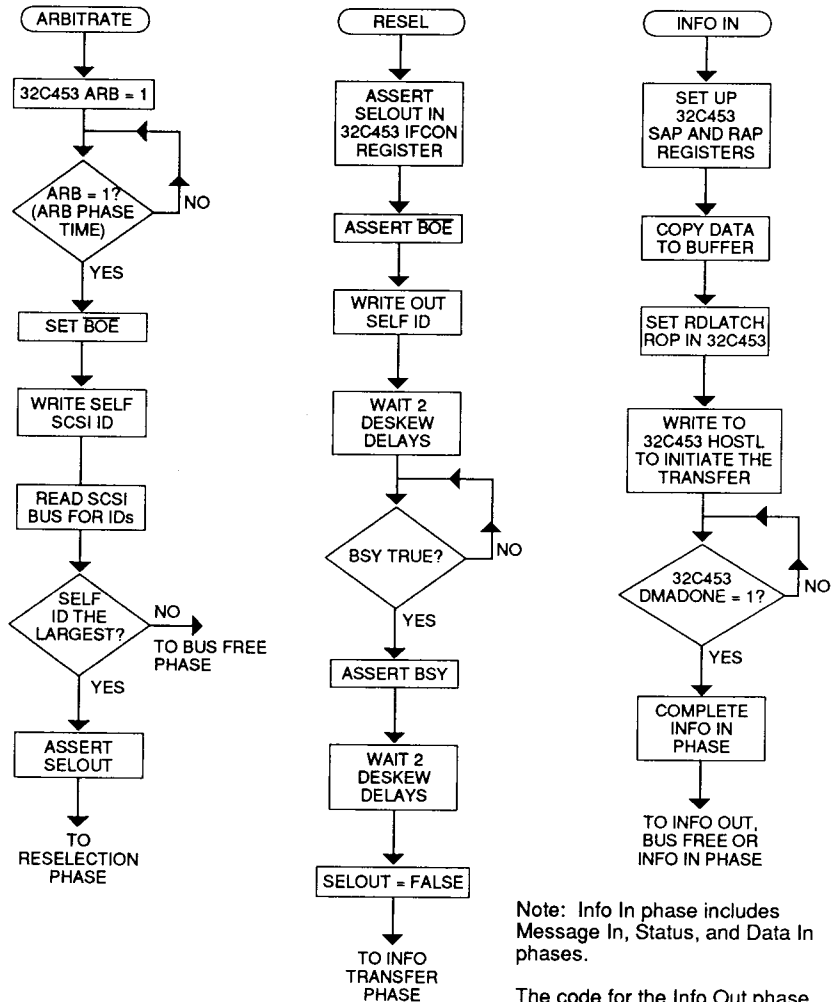 ARBITRATE
32C453 ARB = 1
ARB = 1?
(ARB PHASE
TIME)
NO
YES
SET BOE
WRITE SELF
SCSI ID
READ SCSI
BUS FOR IDs
SELF
ID THE
LARGEST?
NO
TO BUS FREE
PHASE
YES
ASSERT
SELOUT
TO
RESELECTION
PHASE
RESEL
ASSERT
SELOUT IN
32C453 IFCON
REGISTER
ASSERT BOE
WRITE OUT
SELF ID
WAIT 2
DESKEW
DELAYS
BSY TRUE?
NO
YES
ASSERT BSY
WAIT 2
DESKEW
DELAYS
SELOUT = FALSE
TO INFO
TRANSFER
PHASE
INFO IN
SET UP
32C453
SAP AND RAP
REGISTERS
COPY DATA
TO BUFFER
SET RDLATCH
ROP IN 32C453
WRITE TO
32C453 HOSTL
TO INITIATE THE
TRANSFER
32C453
DMADONE = 1?
NO
YES
COMPLETE
INFO IN
PHASE
TO INFO OUT,
BUS FREE OR
INFO IN PHASE
Note: Info In phase includes
Message In, Status, and Data In
phases.
The code for the Info Out phase